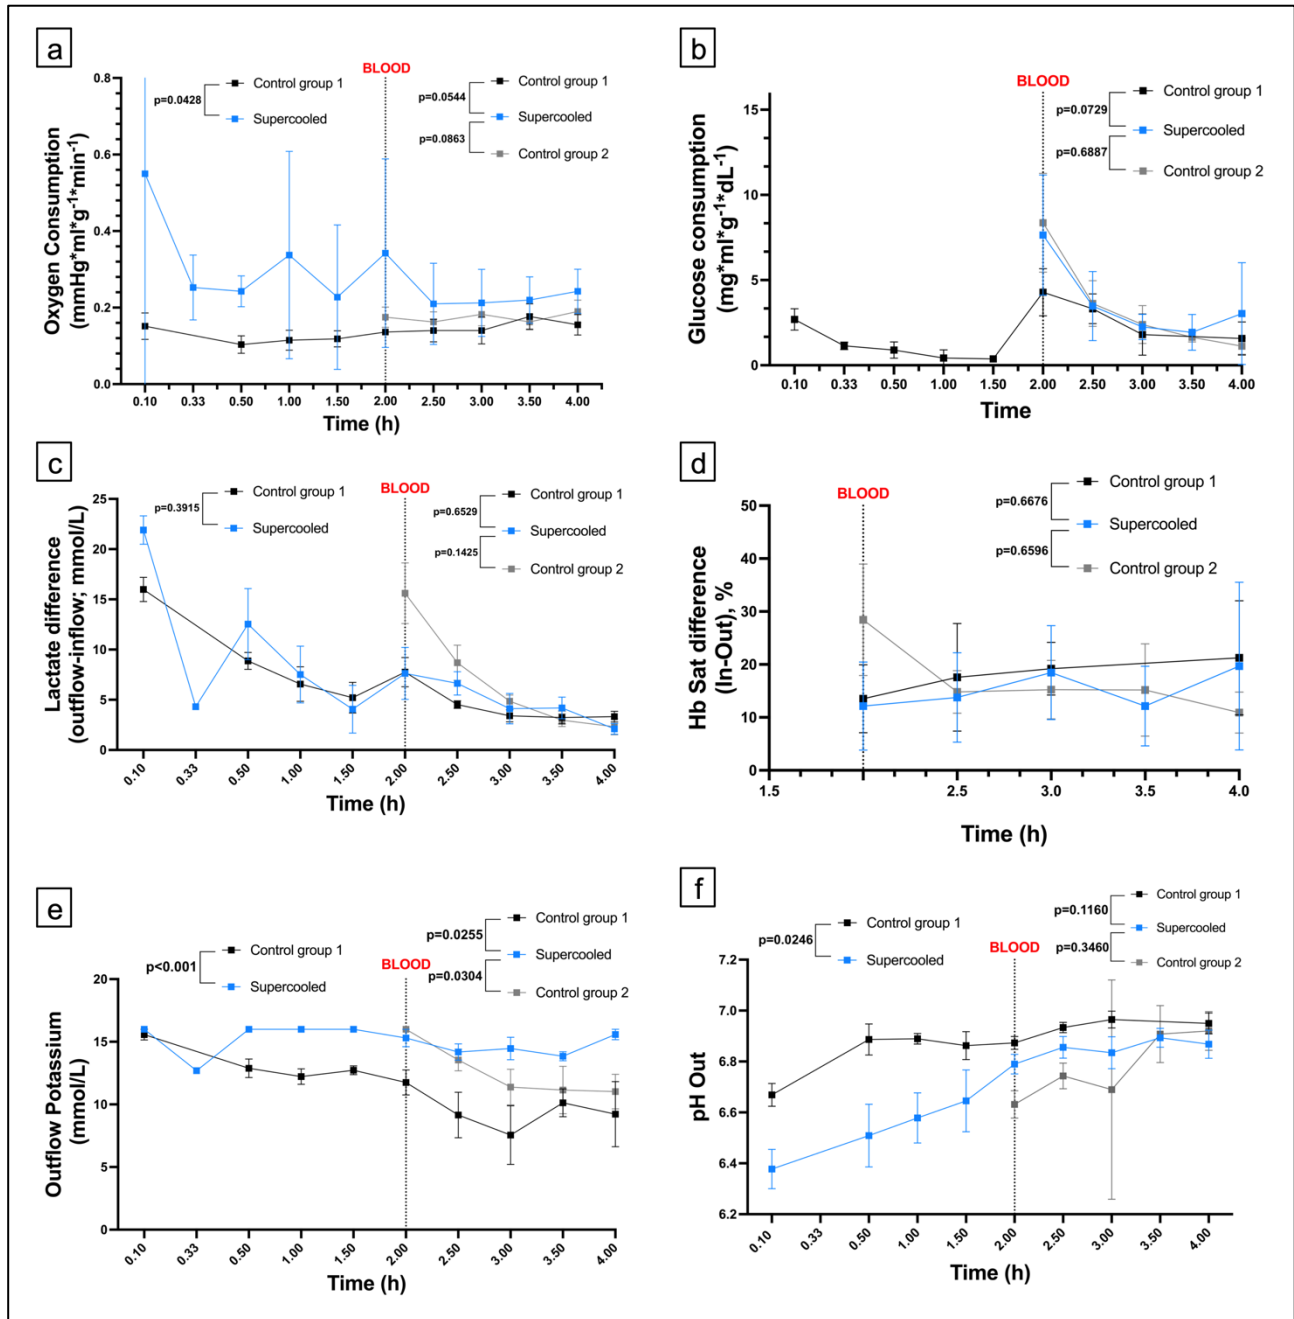 a
BLOOD
Control group 1
Supercooled
p=0.0428
Control group 1
Supercooled
Control group 2
p=0.0544
p=0.0863
Oxygen Consumption
(mmHg*ml*g⁻¹*min⁻¹)
0.8
0.6
0.4
0.2
0.0
0.10 0.33 0.50 1.00 1.50 2.00 2.50 3.00 3.50 4.00
Time (h)
b
BLOOD
Control group 1
Supercooled
Control group 2
p=0.0729
p=0.6887
Glucose consumption
(mg*ml*g⁻¹*dL⁻¹)
15
10
5
0
0.10 0.33 0.50 1.00 1.50 2.00 2.50 3.00 3.50 4.00
Time
c
BLOOD
Control group 1
Supercooled
p=0.3915
Control group 1
Supercooled
Control group 2
p=0.6529
p=0.1425
Lactate difference
(outflow-inflow; mmol/L)
25
20
15
10
5
0
0.10 0.33 0.50 1.00 1.50 2.00 2.50 3.00 3.50 4.00
Time (h)
d
BLOOD
Control group 1
Supercooled
Control group 2
p=0.6676
p=0.6596
Hb Sat difference
(In-Out), %
50
40
30
20
10
0
1.5 2.5 3.0 3.5 4.0
Time (h)
e
BLOOD
Control group 1
Supercooled
p<0.001
Control group 1
Supercooled
Control group 2
p=0.0255
p=0.0304
Outflow Potassium
(mmol/L)
20
15
10
5
0
0.10 0.33 0.50 1.00 1.50 2.00 2.50 3.00 3.50 4.00
Time (h)
f
BLOOD
Control group 1
Supercooled
p=0.0246
Control group 1
Supercooled
Control group 2
p=0.1160
p=0.3460
pH Out
7.2
7.0
6.8
6.6
6.4
6.2
0.10 0.33 0.50 1.00 1.50 2.00 2.50 3.00 3.50 4.00
Time (h)